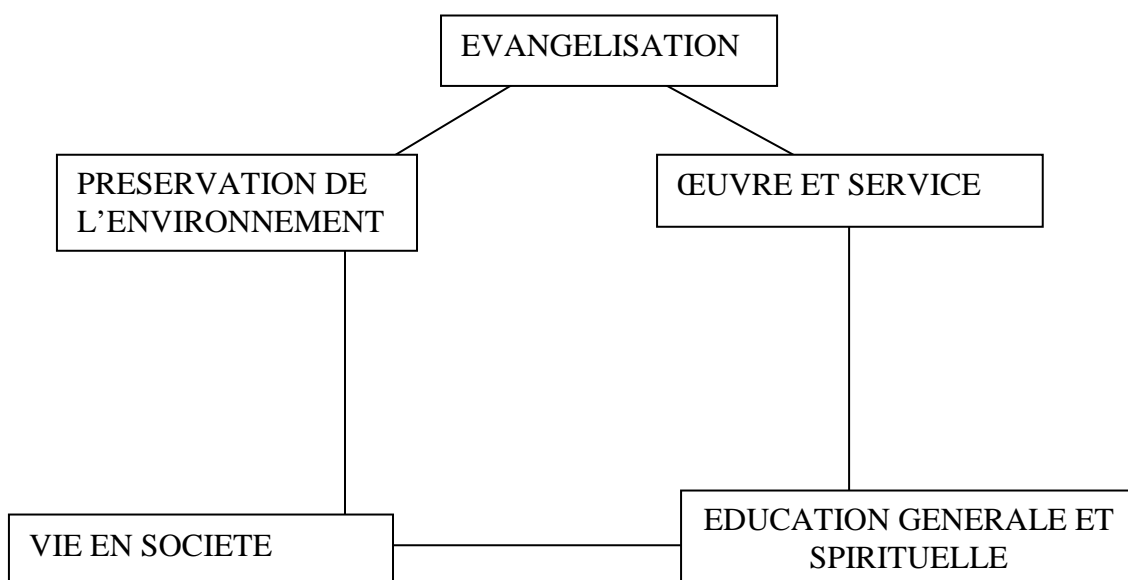 EVANGELISATION
PRESERVATION DE
L’ENVIRONNEMENT
ŒUVRE ET SERVICE
VIE EN SOCIETE
EDUCATION GENERALE ET
SPIRITUELLE